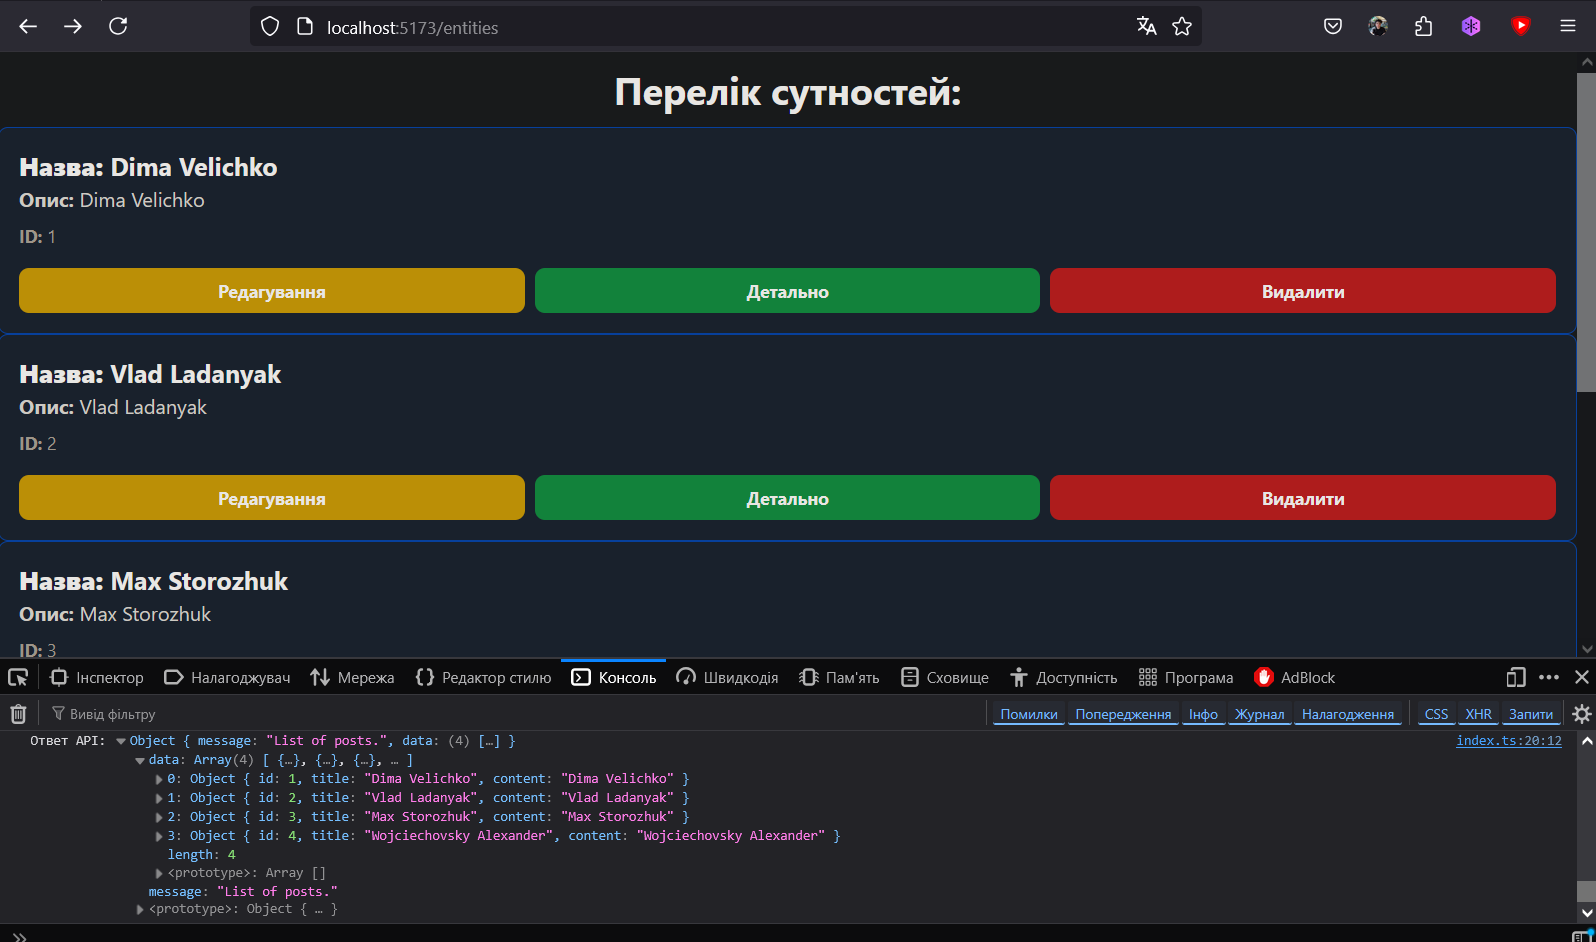 localhost:5173/entities
Перелік сутностей:
Назва: Dima Velichko
Опис: Dima Velichko
ID: 1
Редагування Детально Видалити
Назва: Vlad Ladanyak
Опис: Vlad Ladanyak
ID: 2
Редагування Детально Видалити
Назва: Max Storozhuk
Опис: Max Storozhuk
ID: 3
Інспектор Налагоджувач Мережа Редактор стилю Консоль Швидкодія Пам'ять Сховище Доступність Програма AdBlock
Вивід фільтру Помилки Попередження Інфо Журнал Налагодження CSS XHR Запити
Ответ API: Object { message: "List of posts.", data: (4) […] } index.ts:20:12
data: Array(4) [ {…}, {…}, {…}, … ]
0: Object { id: 1, title: "Dima Velichko", content: "Dima Velichko" }
1: Object { id: 2, title: "Vlad Ladanyak", content: "Vlad Ladanyak" }
2: Object { id: 3, title: "Max Storozhuk", content: "Max Storozhuk" }
3: Object { id: 4, title: "Wojciechovsky Alexander", content: "Wojciechovsky Alexander" }
length: 4
<prototype>: Array []
message: "List of posts."
<prototype>: Object { … }